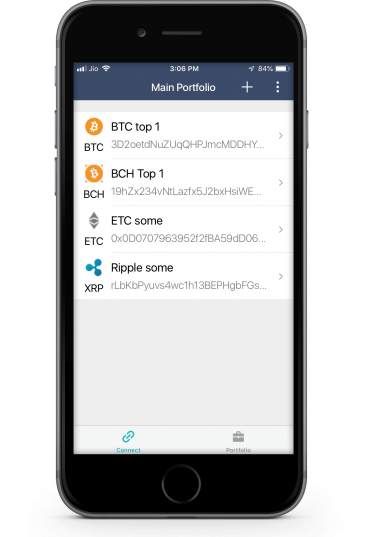 Jio 3:06 PM 84%
Main Portfolio
BTC top 1
BTC 3D2oetdNuZUqQHPJmcMDDHY...
BCH Top 1
BCH 19hZx234vNtLazfx5J2bxHsiWE...
ETC some
ETC 0x0D0707963952f2fBA59dD06...
Ripple some
XRP rLbKbPyuvs4wc1h13BEPHgbFGs...
Connect Portfolio